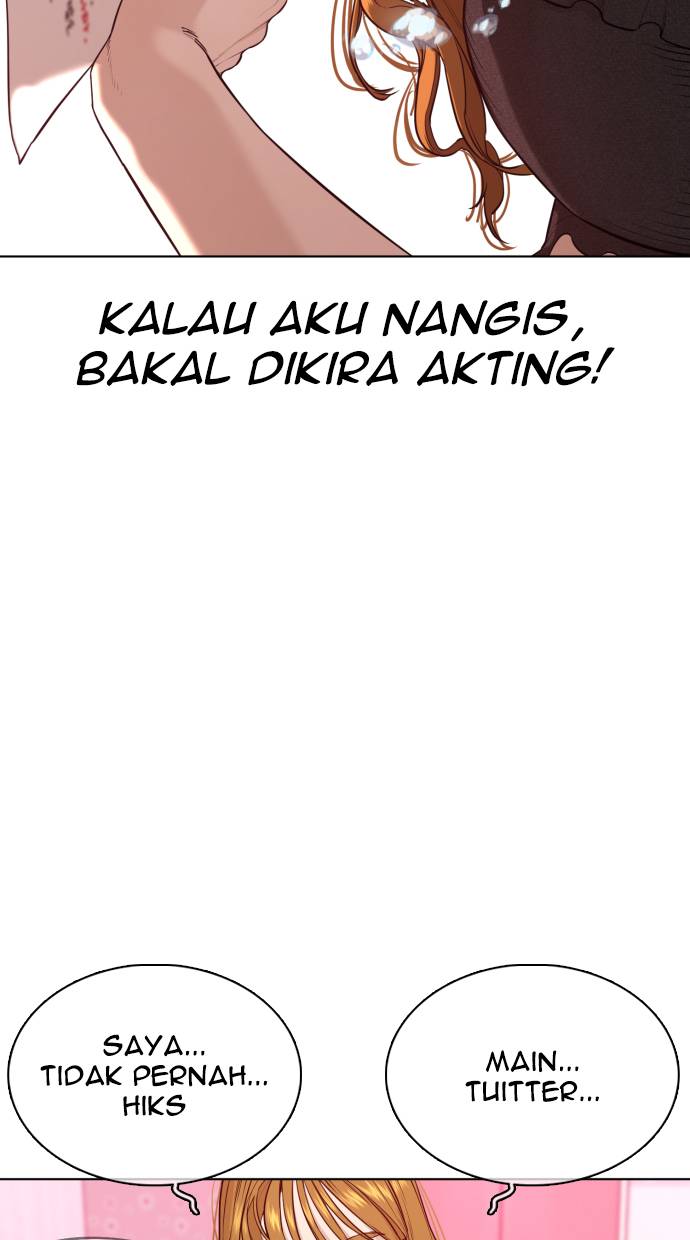 KALAU AKU NANGIS,
BAKAL DIKIRA AKTING!
SAYA...
TIDAK PERNAH...
HIKS
MAIN...
TUITTER...